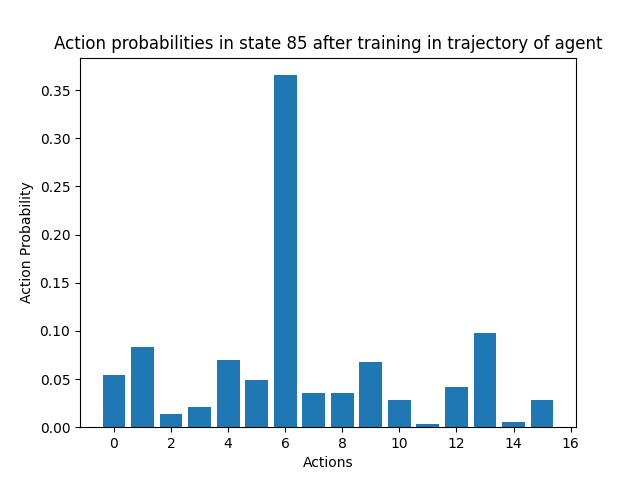 Action probabilities in state 85 after training in trajectory of agent
0.35
0.30
0.25
0.20
0.15
0.10
0.05
0.00
Action Probability
0 2 4 6 8 10 12 14 16
Actions